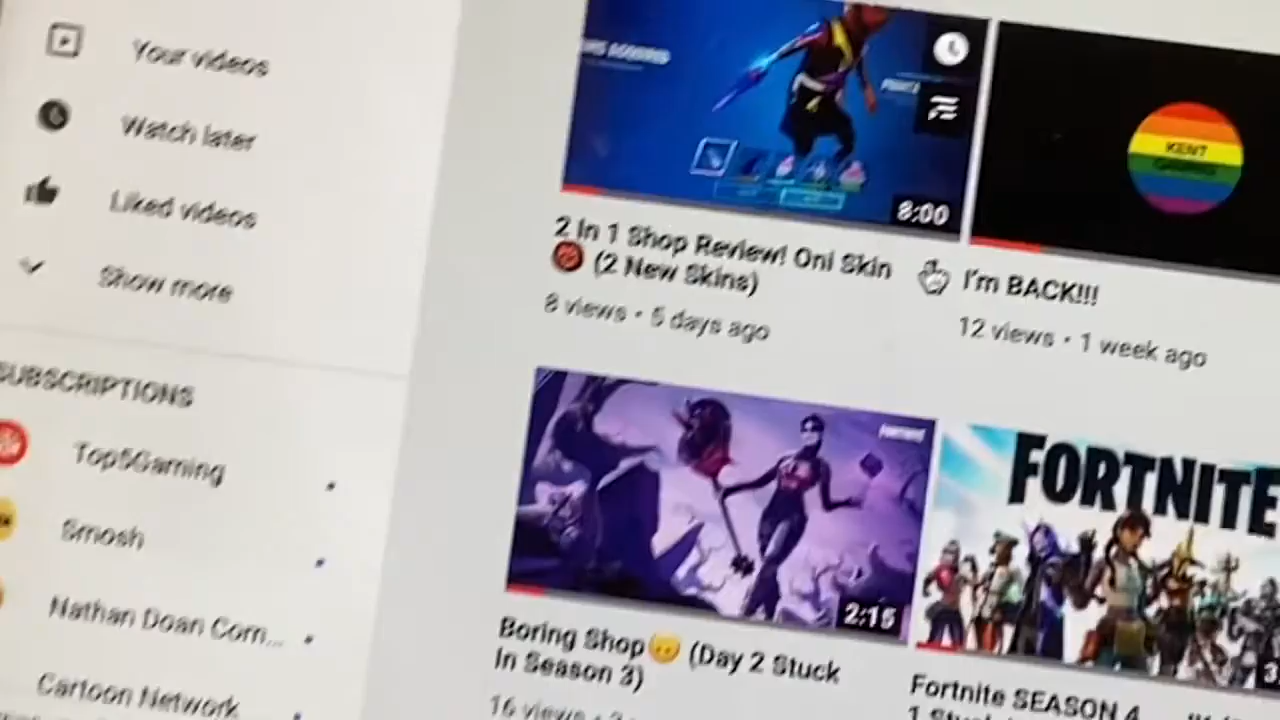 Your videos
Watch later
Liked videos
Show more
SUBSCRIPTIONS
Top5Gaming
Smosh
Nathan Doan Com...
Cartoon Network
8:00
2 In 1 Shop Review! Oni Skin
(2 New Skins)
8 views • 5 days ago
KENT
I'm BACK!!!
12 views • 1 week ago
FORTNITE
2:15
Boring Shop (Day 2 Stuck
In Season 3)
16 views
FORTNITE
Fortnite SEASON 4